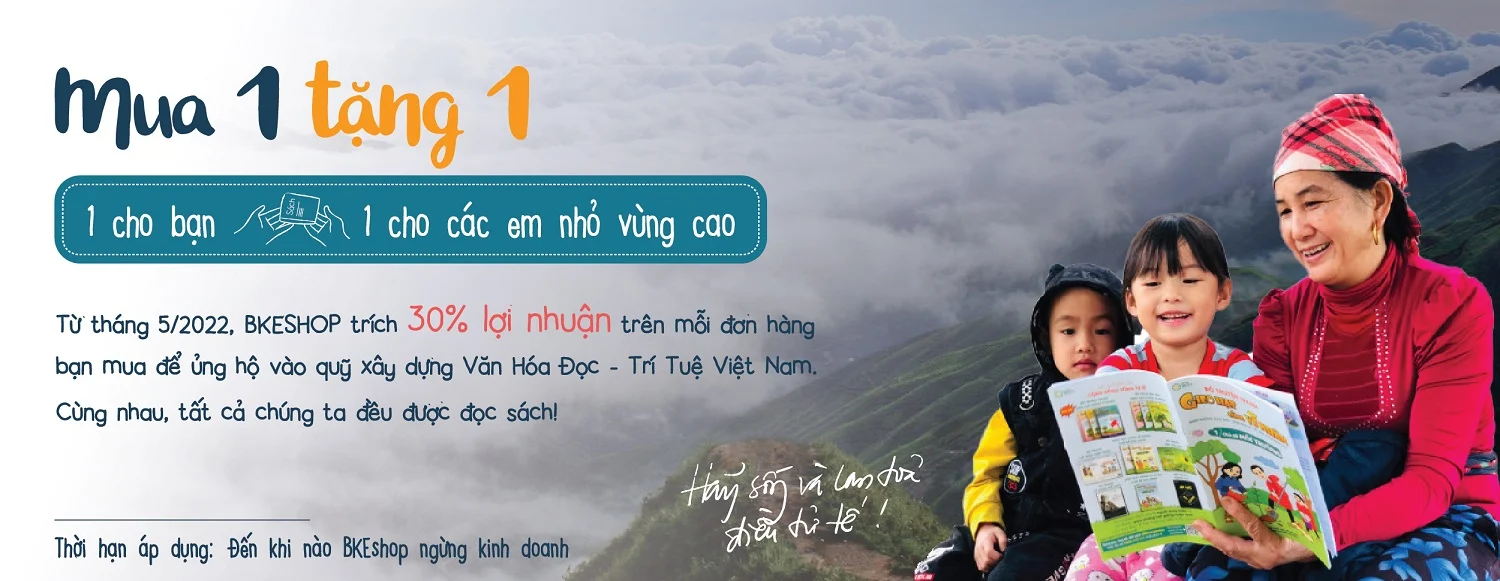 Mua 1 tặng 1
1 cho bạn Sách 1 cho các em nhỏ vùng cao
Từ tháng 5/2022, BKESHOP trích 30% lợi nhuận trên mỗi đơn hàng
bạn mua để ủng hộ vào quỹ xây dựng Văn Hóa Đọc - Trí Tuệ Việt Nam.
Cùng nhau, tất cả chúng ta đều được đọc sách!
Hãy sống và lan toả
điều tử tế!
Thời hạn áp dụng: Đến khi nào BKEshop ngừng kinh doanh